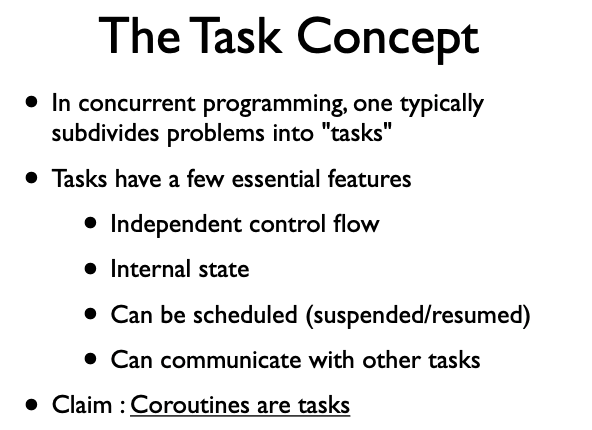 The Task Concept
• In concurrent programming, one typically
subdivides problems into "tasks"
• Tasks have a few essential features
• Independent control flow
• Internal state
• Can be scheduled (suspended/resumed)
• Can communicate with other tasks
• Claim : Coroutines are tasks